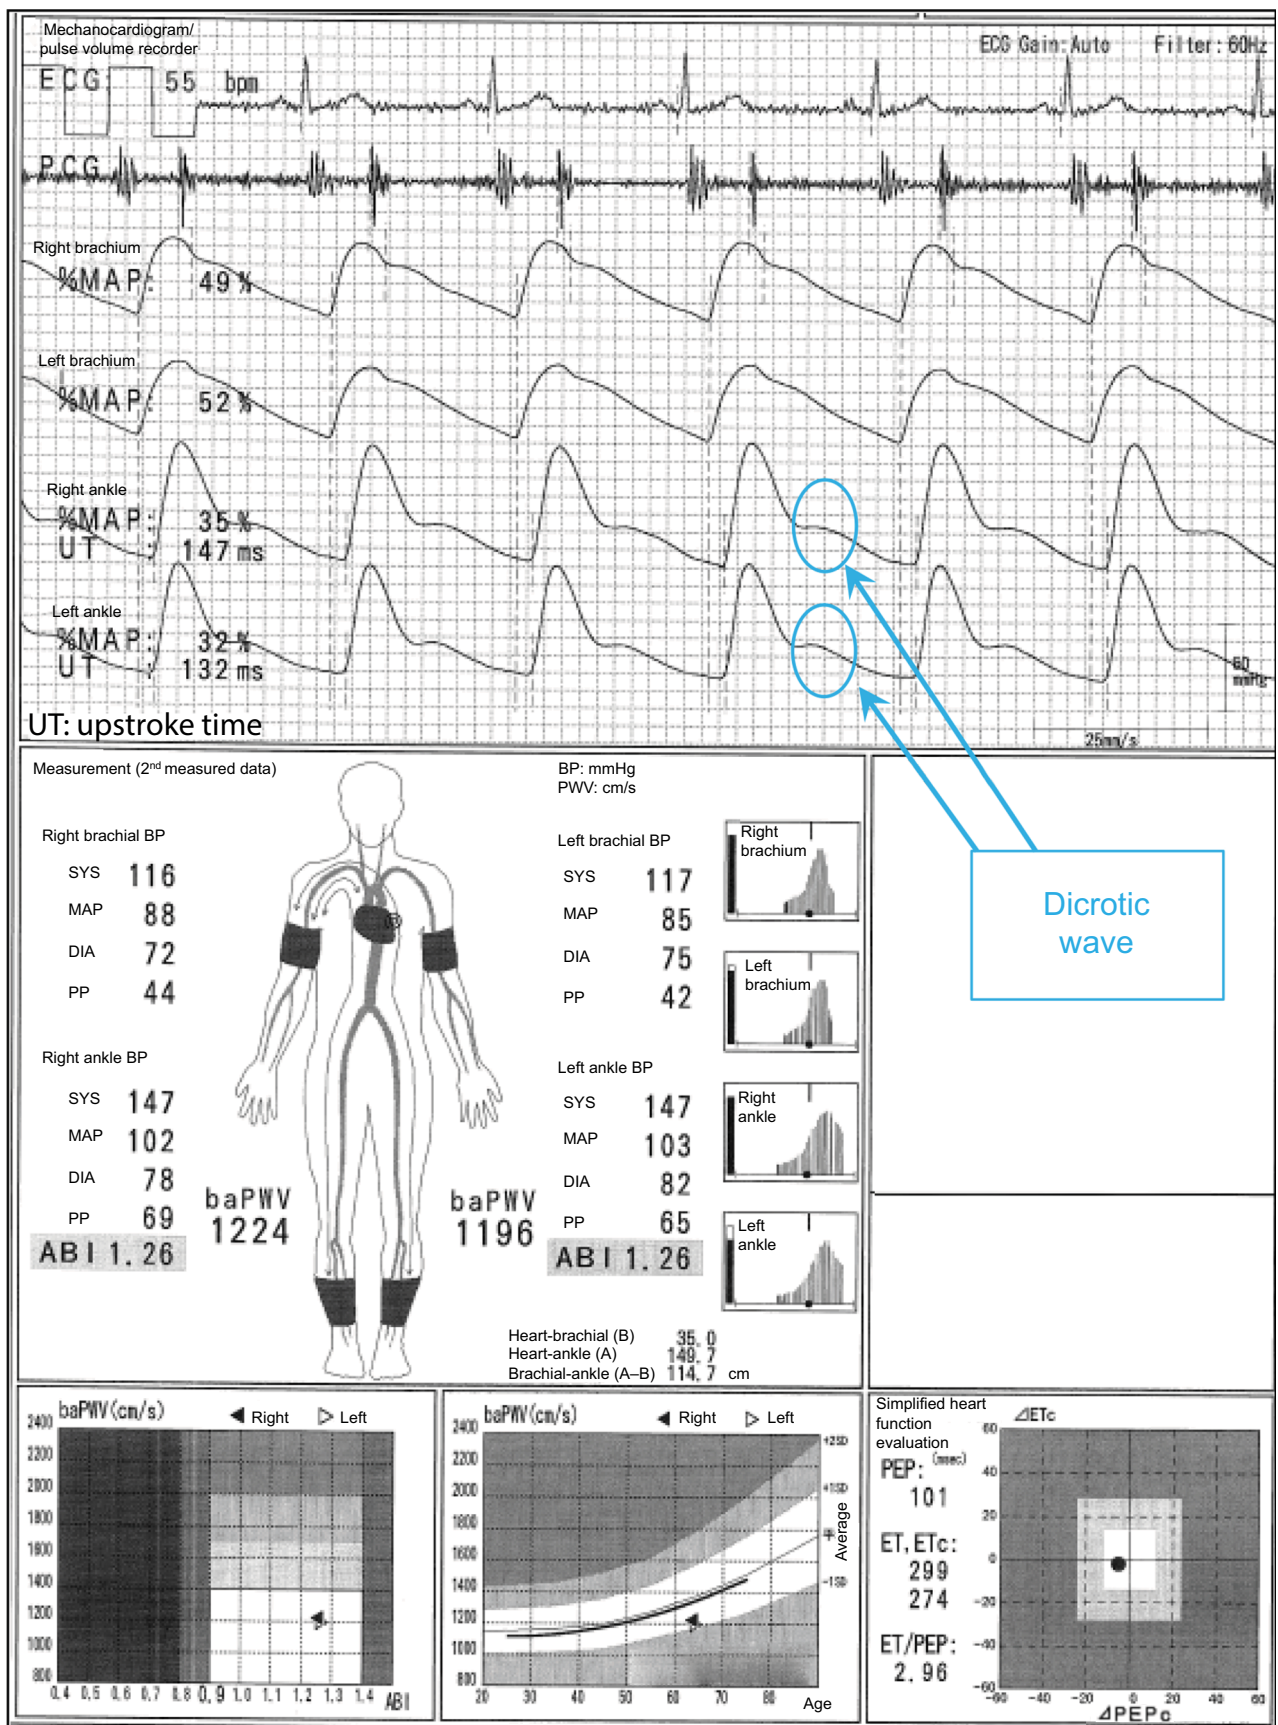 Mechanocardiogram/
pulse volume recorder
ECG Gain:Auto Filter:60Hz
ECG 55 bpm
PCG
Right brachium
%MAP: 49%
Left brachium
%MAP: 52%
Right ankle
%MAP: 35%
UT 147 ms
Left ankle
%MAP: 32%
UT 132 ms
60
mmHg
UT: upstroke time
25mm/s
Measurement (2nd measured data)
BP: mmHg
PWV: cm/s
Right brachial BP
SYS 116
MAP 88
DIA 72
PP 44
Left brachial BP
SYS 117
MAP 85
DIA 75
PP 42
Right
brachium
Left
brachium
Dicrotic
wave
Right ankle BP
SYS 147
MAP 102
DIA 78
PP 69
ABI 1.26
baPWV
1224
baPWV
1196
Left ankle BP
SYS 147
MAP 103
DIA 82
PP 65
ABI 1.26
Right
ankle
Left
ankle
Heart-brachial (B) 35.0
Heart-ankle (A) 149.7
Brachial-ankle (A–B) 114.7 cm
baPWV(cm/s) Right Left
2400
2200
2000
1800
1600
1400
1200
1000
800
0.4 0.5 0.6 0.7 0.8 0.9 1.0 1.1 1.2 1.3 1.4 ABI
baPWV(cm/s) Right Left
2400
2200
2000
1800
1600
1400
1200
1000
800
20 30 40 50 60 70 80 Age
+2SD
+1SD
Average
-1SD
Simplified heart
function
evaluation
PEP: (msec)
101
ET, ETc:
299
274
ET/PEP:
2.96
⊿ETc
60
40
20
0
-20
-40
-60
-60 -40 -20 0 20 40 60
⊿PEPc